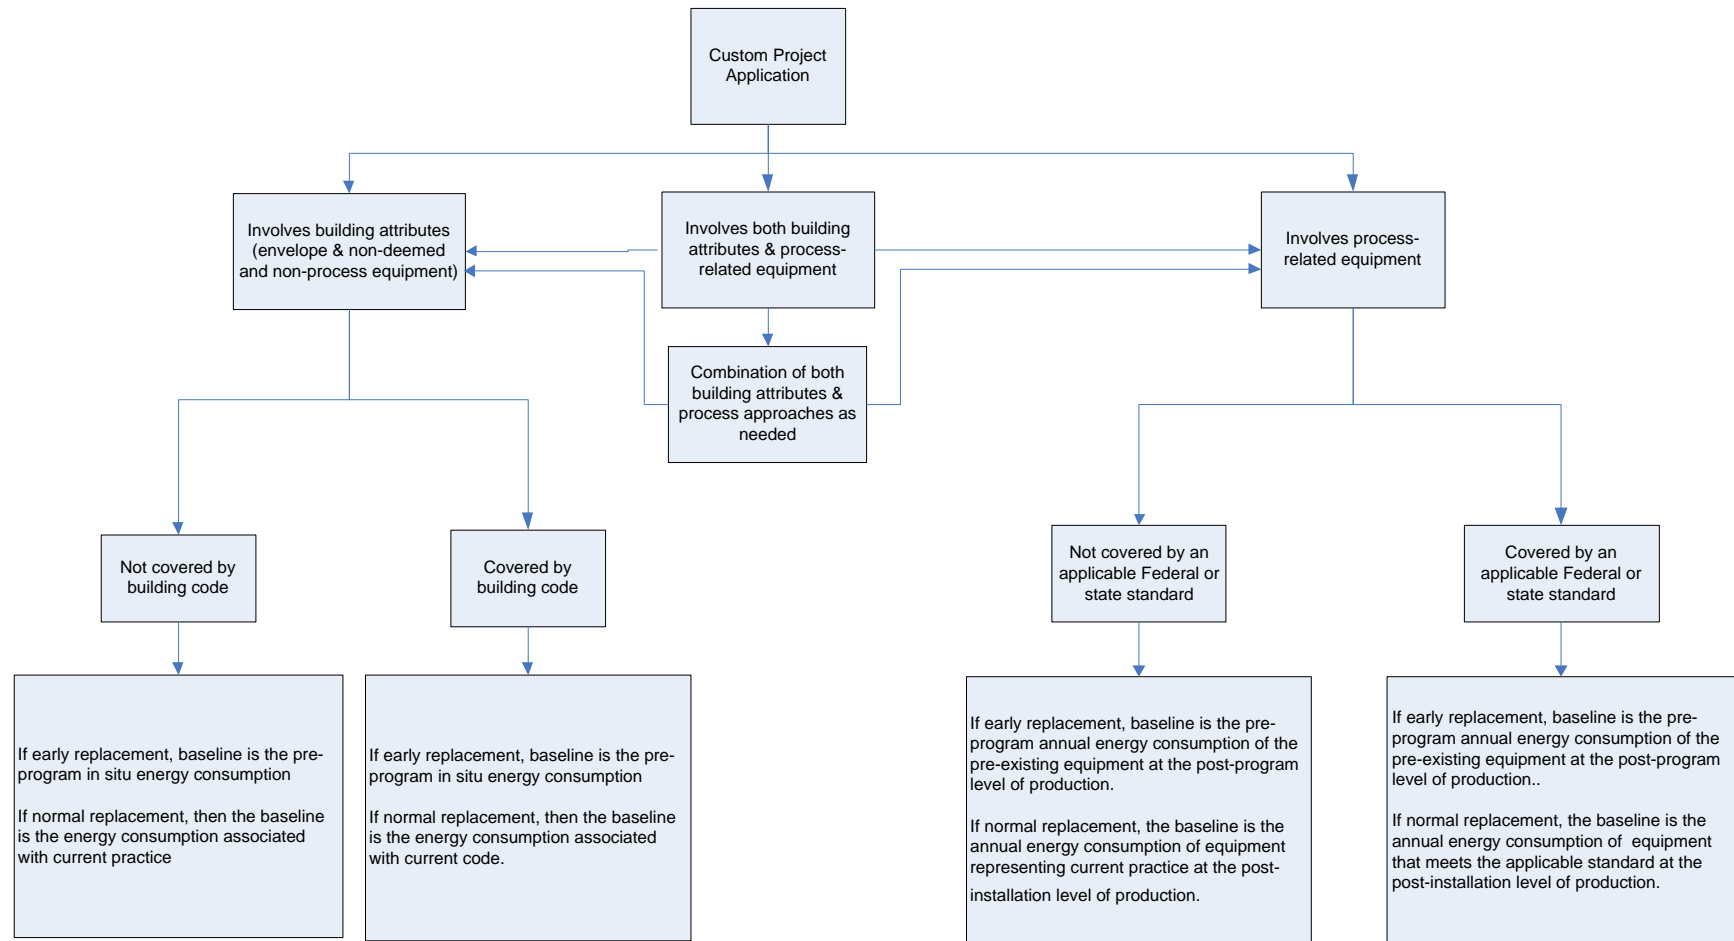 Custom Project
Application
Involves building attributes
(envelope & non-deemed
and non-process equipment)
Involves both building
attributes & process-
related equipment
Involves process-
related equipment
Combination of both
building attributes &
process approaches as
needed
Not covered by
building code
Covered by
building code
Not covered by an
applicable Federal or
state standard
Covered by an
applicable Federal or
state standard
If early replacement, baseline is the pre-
program in situ energy consumption
If normal replacement, then the baseline
is the energy consumption associated
with current practice
If early replacement, baseline is the pre-
program in situ energy consumption
If normal replacement, then the baseline
is the energy consumption associated
with current code.
If early replacement, baseline is the pre-
program annual energy consumption of the
pre-existing equipment at the post-program
level of production.
If normal replacement, the baseline is the
annual energy consumption of equipment
representing current practice at the post-
installation level of production.
If early replacement, baseline is the pre-
program annual energy consumption of the
pre-existing equipment at the post-program
level of production..
If normal replacement, the baseline is the
annual energy consumption of  equipment
that meets the applicable standard at the
post-installation level of production.